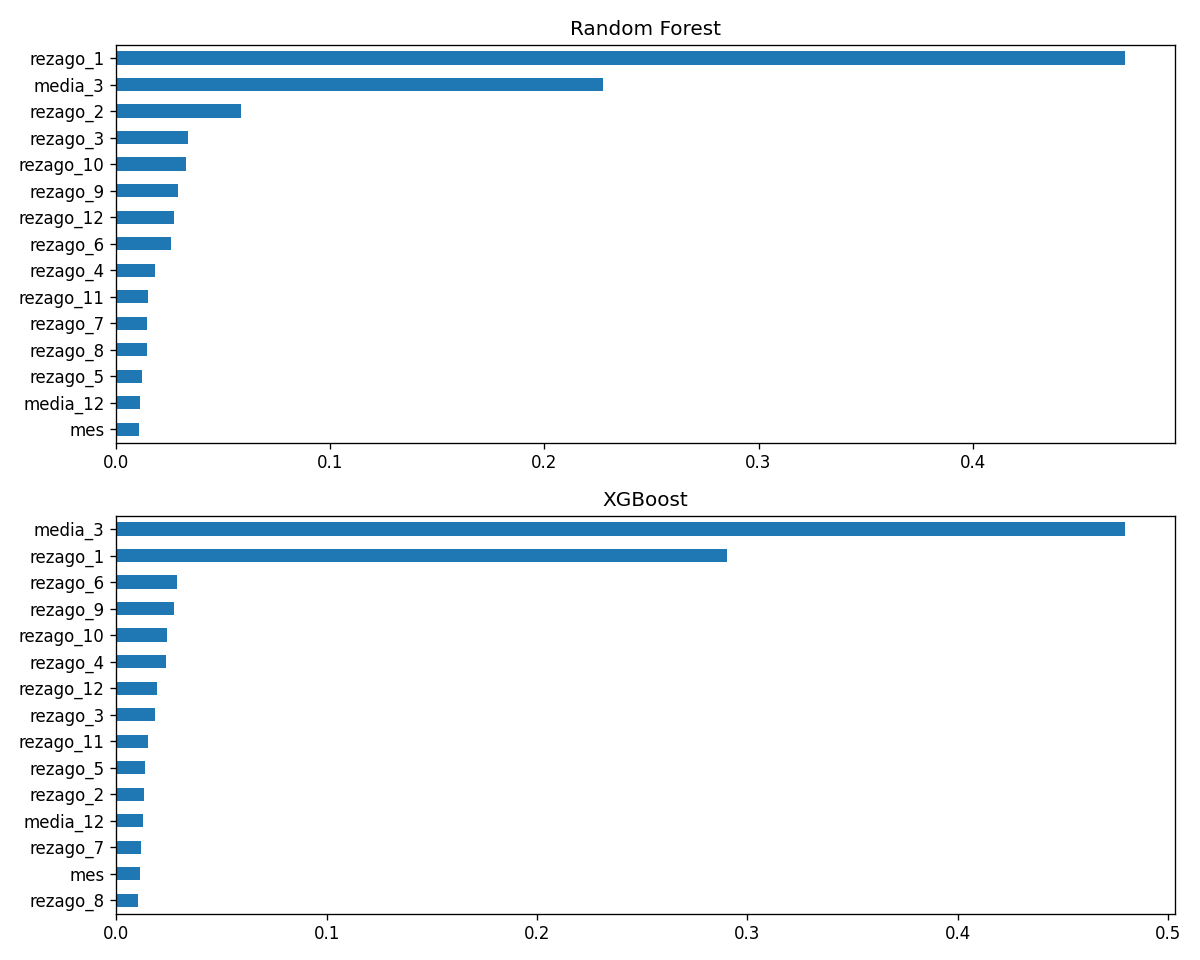 Random Forest
rezago_1
media_3
rezago_2
rezago_3
rezago_10
rezago_9
rezago_12
rezago_6
rezago_4
rezago_11
rezago_7
rezago_8
rezago_5
media_12
mes
0.0 0.1 0.2 0.3 0.4
XGBoost
media_3
rezago_1
rezago_6
rezago_9
rezago_10
rezago_4
rezago_12
rezago_3
rezago_11
rezago_5
rezago_2
media_12
rezago_7
mes
rezago_8
0.0 0.1 0.2 0.3 0.4 0.5